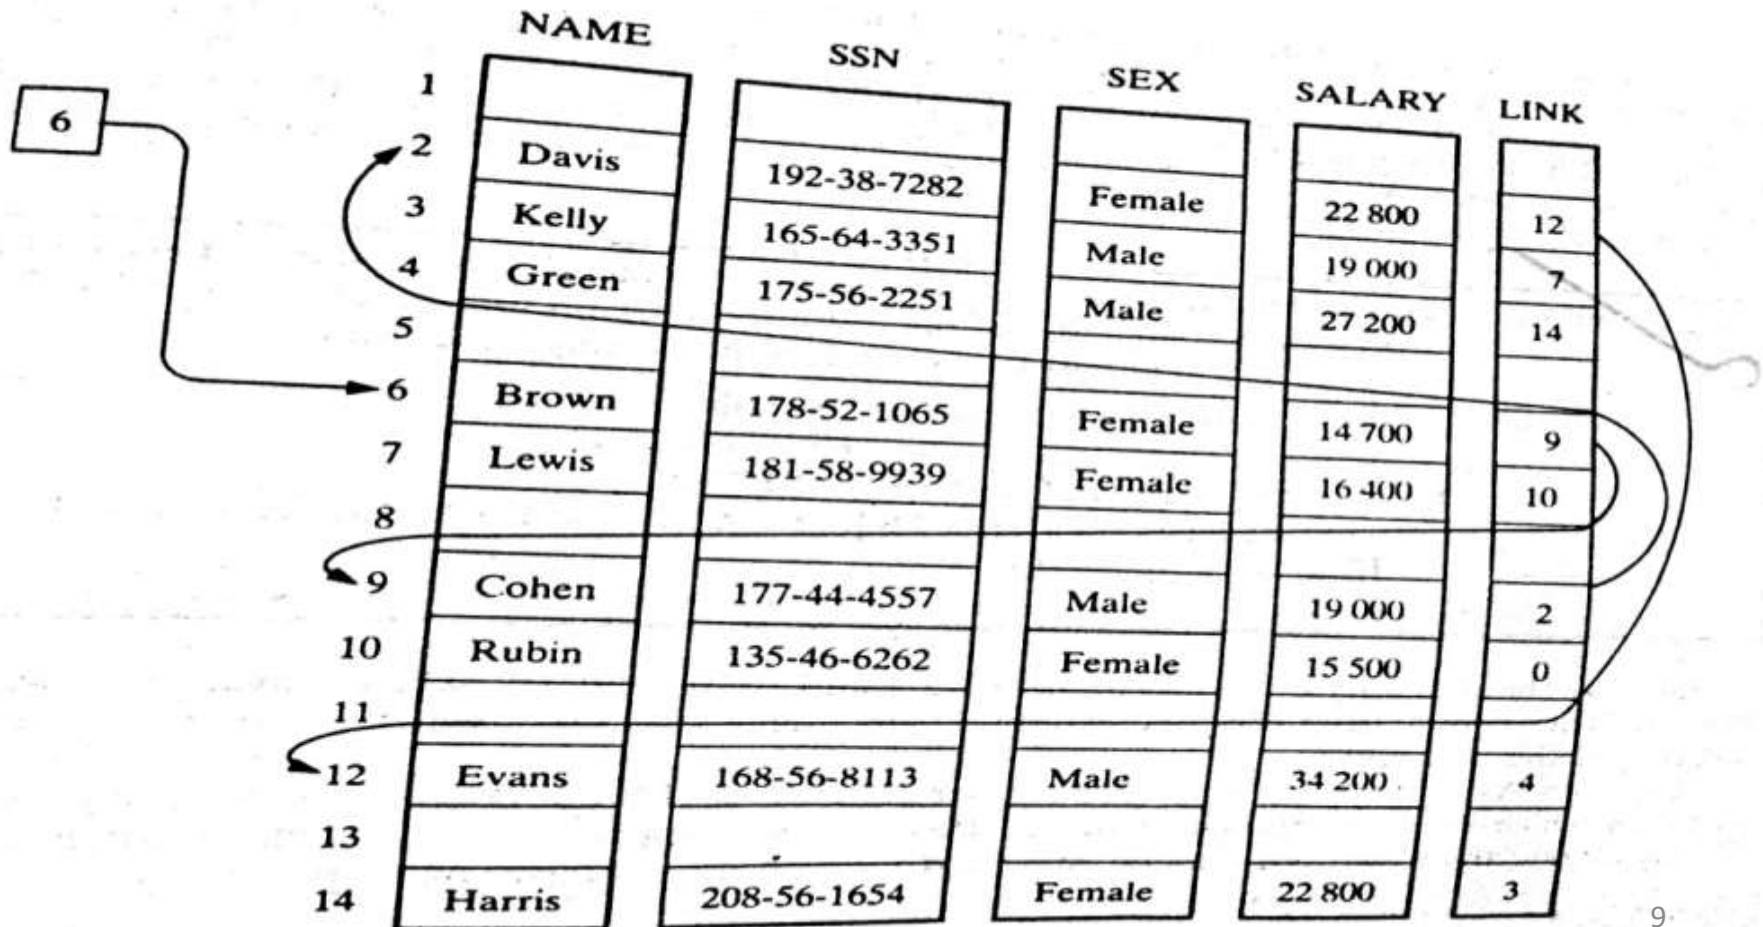 NAME SSN SEX SALARY LINK
6
1
2 Davis 192-38-7282 Female 22 800 12
3 Kelly 165-64-3351 Male 19 000 7
4 Green 175-56-2251 Male 27 200 14
5
6 Brown 178-52-1065 Female 14 700 9
7 Lewis 181-58-9939 Female 16 400 10
8
9 Cohen 177-44-4557 Male 19 000 2
10 Rubin 135-46-6262 Female 15 500 0
11
12 Evans 168-56-8113 Male 34 200 4
13
14 Harris 208-56-1654 Female 22 800 3
9